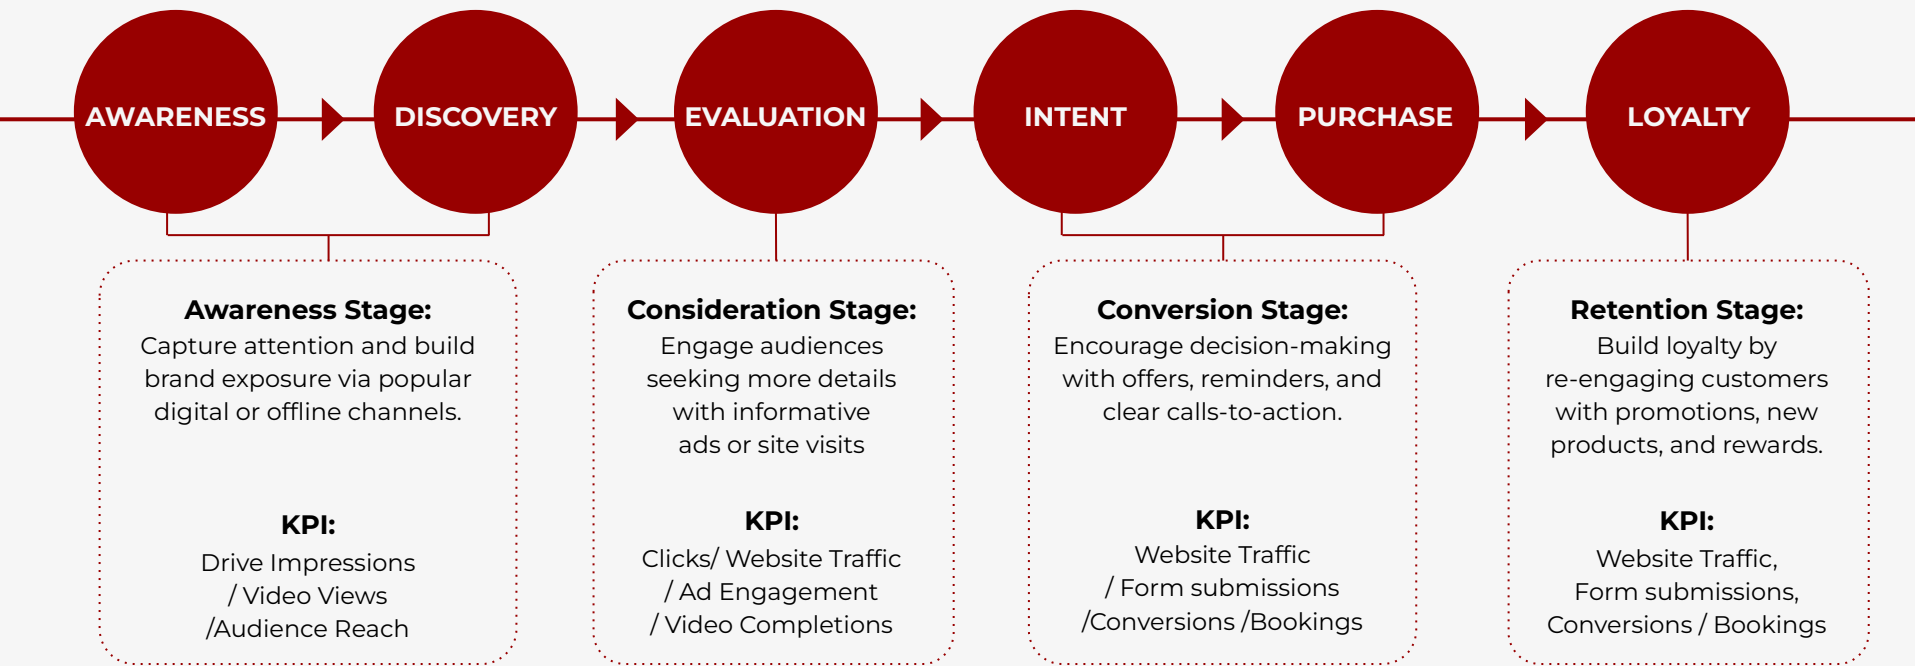 AWARENESS
DISCOVERY
EVALUATION
INTENT
PURCHASE
LOYALTY
Awareness Stage:
Capture attention and build
brand exposure via popular
digital or offline channels.
KPI:
Drive Impressions
/ Video Views
/Audience Reach
Consideration Stage:
Engage audiences
seeking more details
with informative
ads or site visits
KPI:
Clicks/ Website Traffic
/ Ad Engagement
/ Video Completions
Conversion Stage:
Encourage decision-making
with offers, reminders, and
clear calls-to-action.
KPI:
Website Traffic
/ Form submissions
/Conversions /Bookings
Retention Stage:
Build loyalty by
re-engaging customers
with promotions, new
products, and rewards.
KPI:
Website Traffic,
Form submissions,
Conversions / Bookings